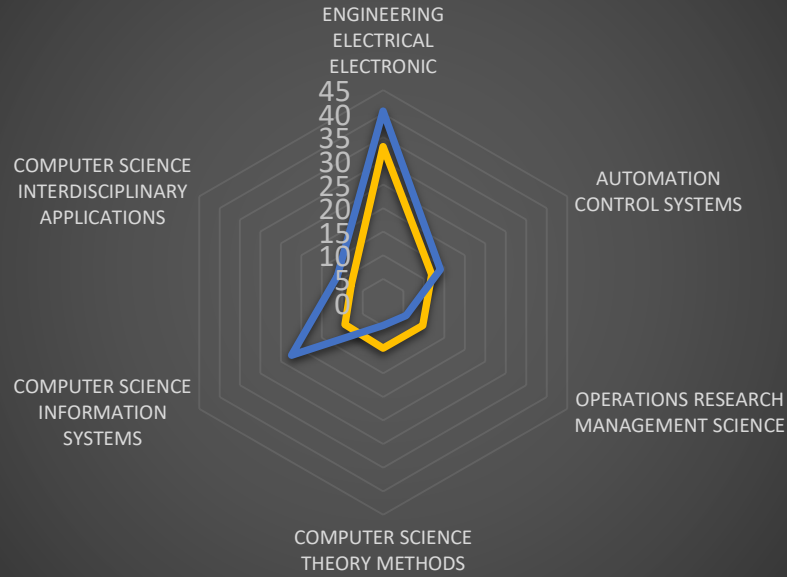 ENGINEERING
ELECTRICAL
ELECTRONIC
45
40
35
30
25
20
15
10
5
0
AUTOMATION
CONTROL SYSTEMS
OPERATIONS RESEARCH
MANAGEMENT SCIENCE
COMPUTER SCIENCE
THEORY METHODS
COMPUTER SCIENCE
INFORMATION
SYSTEMS
COMPUTER SCIENCE
INTERDISCIPLINARY
APPLICATIONS